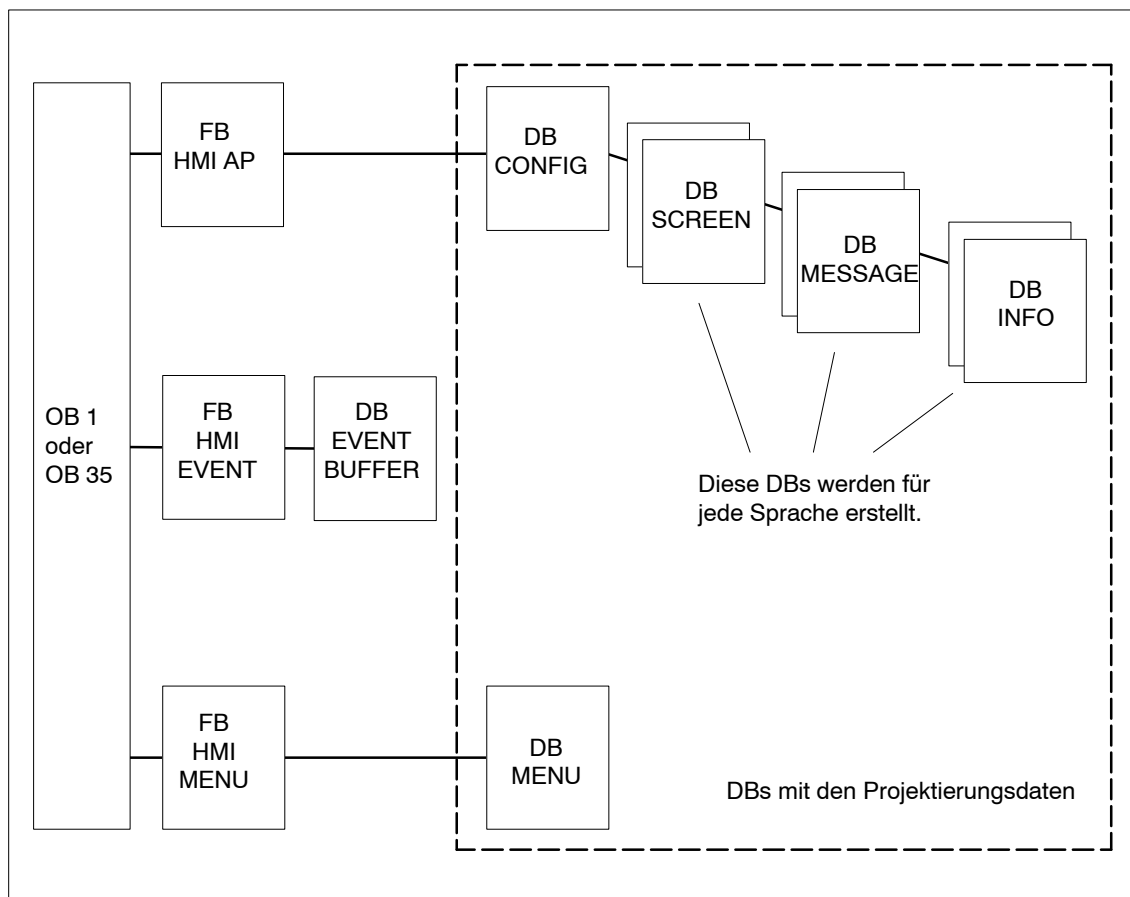 FB
HMI AP
DB
CONFIG
DB
SCREEN
DB
MESSAGE
DB
INFO
OB 1
oder
OB 35
FB
HMI
EVENT
DB
EVENT
BUFFER
Diese DBs werden für
jede Sprache erstellt.
FB
HMI
MENU
DB
MENU
DBs mit den Projektierungsdaten